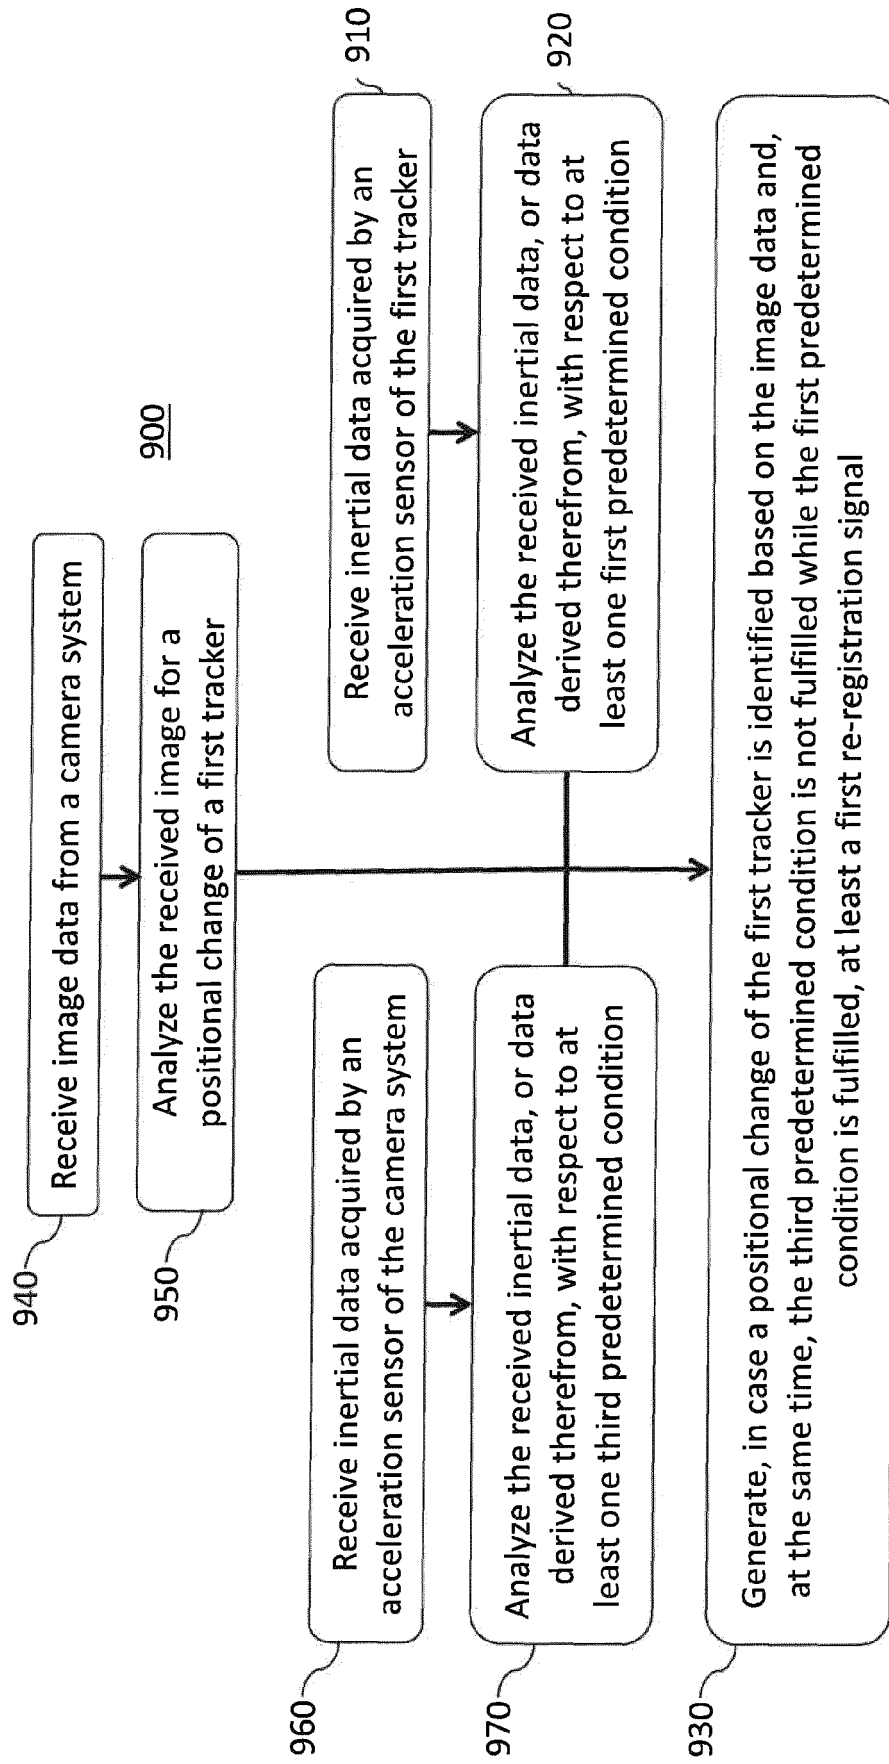 900
940
Receive image data from a camera system
950
Analyze the received image for a
positional change of a first tracker
960
Receive inertial data acquired by an
acceleration sensor of the camera system
910
Receive inertial data acquired by an
acceleration sensor of the first tracker
970
Analyze the received inertial data, or data
derived therefrom, with respect to at
least one third predetermined condition
920
Analyze the received inertial data, or data
derived therefrom, with respect to at
least one first predetermined condition
930
Generate, in case a positional change of the first tracker is identified based on the image data and,
at the same time, the third predetermined condition is not fulfilled while the first predetermined
condition is fulfilled, at least a first re-registration signal